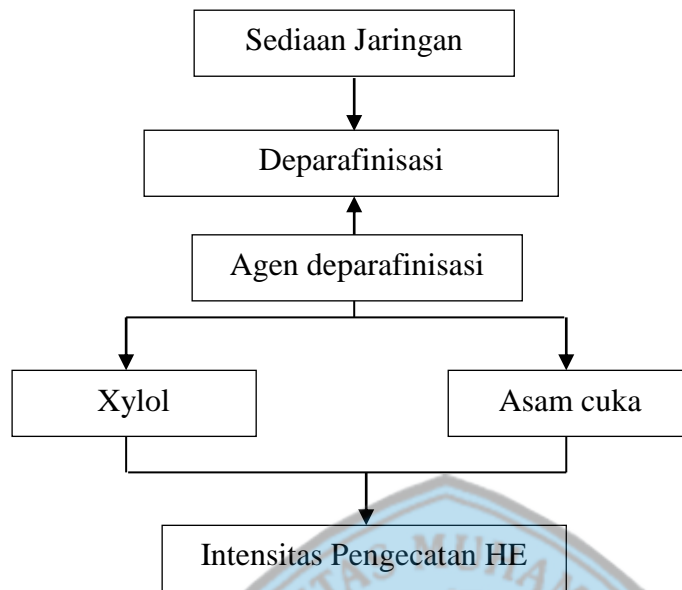 Sediaan Jaringan
Deparafinisasi
Agen deparafinisasi
Xylol
Asam cuka
Intensitas Pengecatan HE